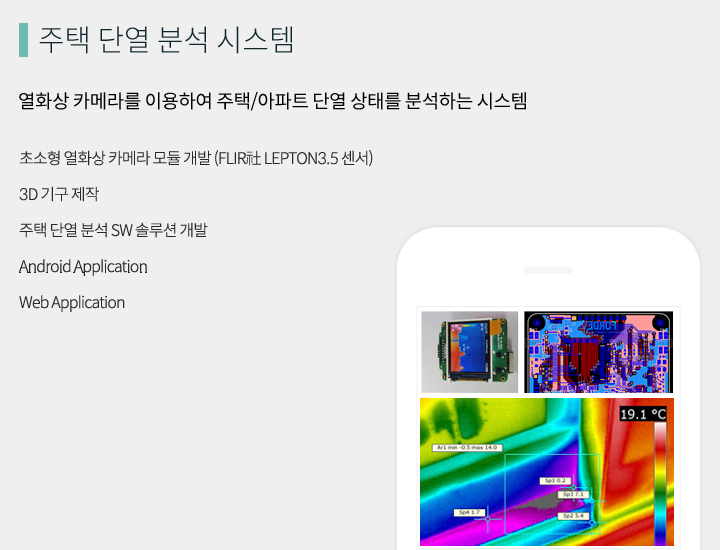 주택 단열 분석 시스템
열화상 카메라를 이용하여 주택/아파트 단열 상태를 분석하는 시스템
초소형 열화상 카메라 모듈 개발 (FLIR社 LEPTON3.5 센서)
3D 기구 제작
주택 단열 분석 SW 솔루션 개발
Android Application
Web Application
19.1 °C
Ar1 min -0.5 max 14.0
Sp1 0.2
Sp3 7.1
Sp4 1.7
Sp2 5.4